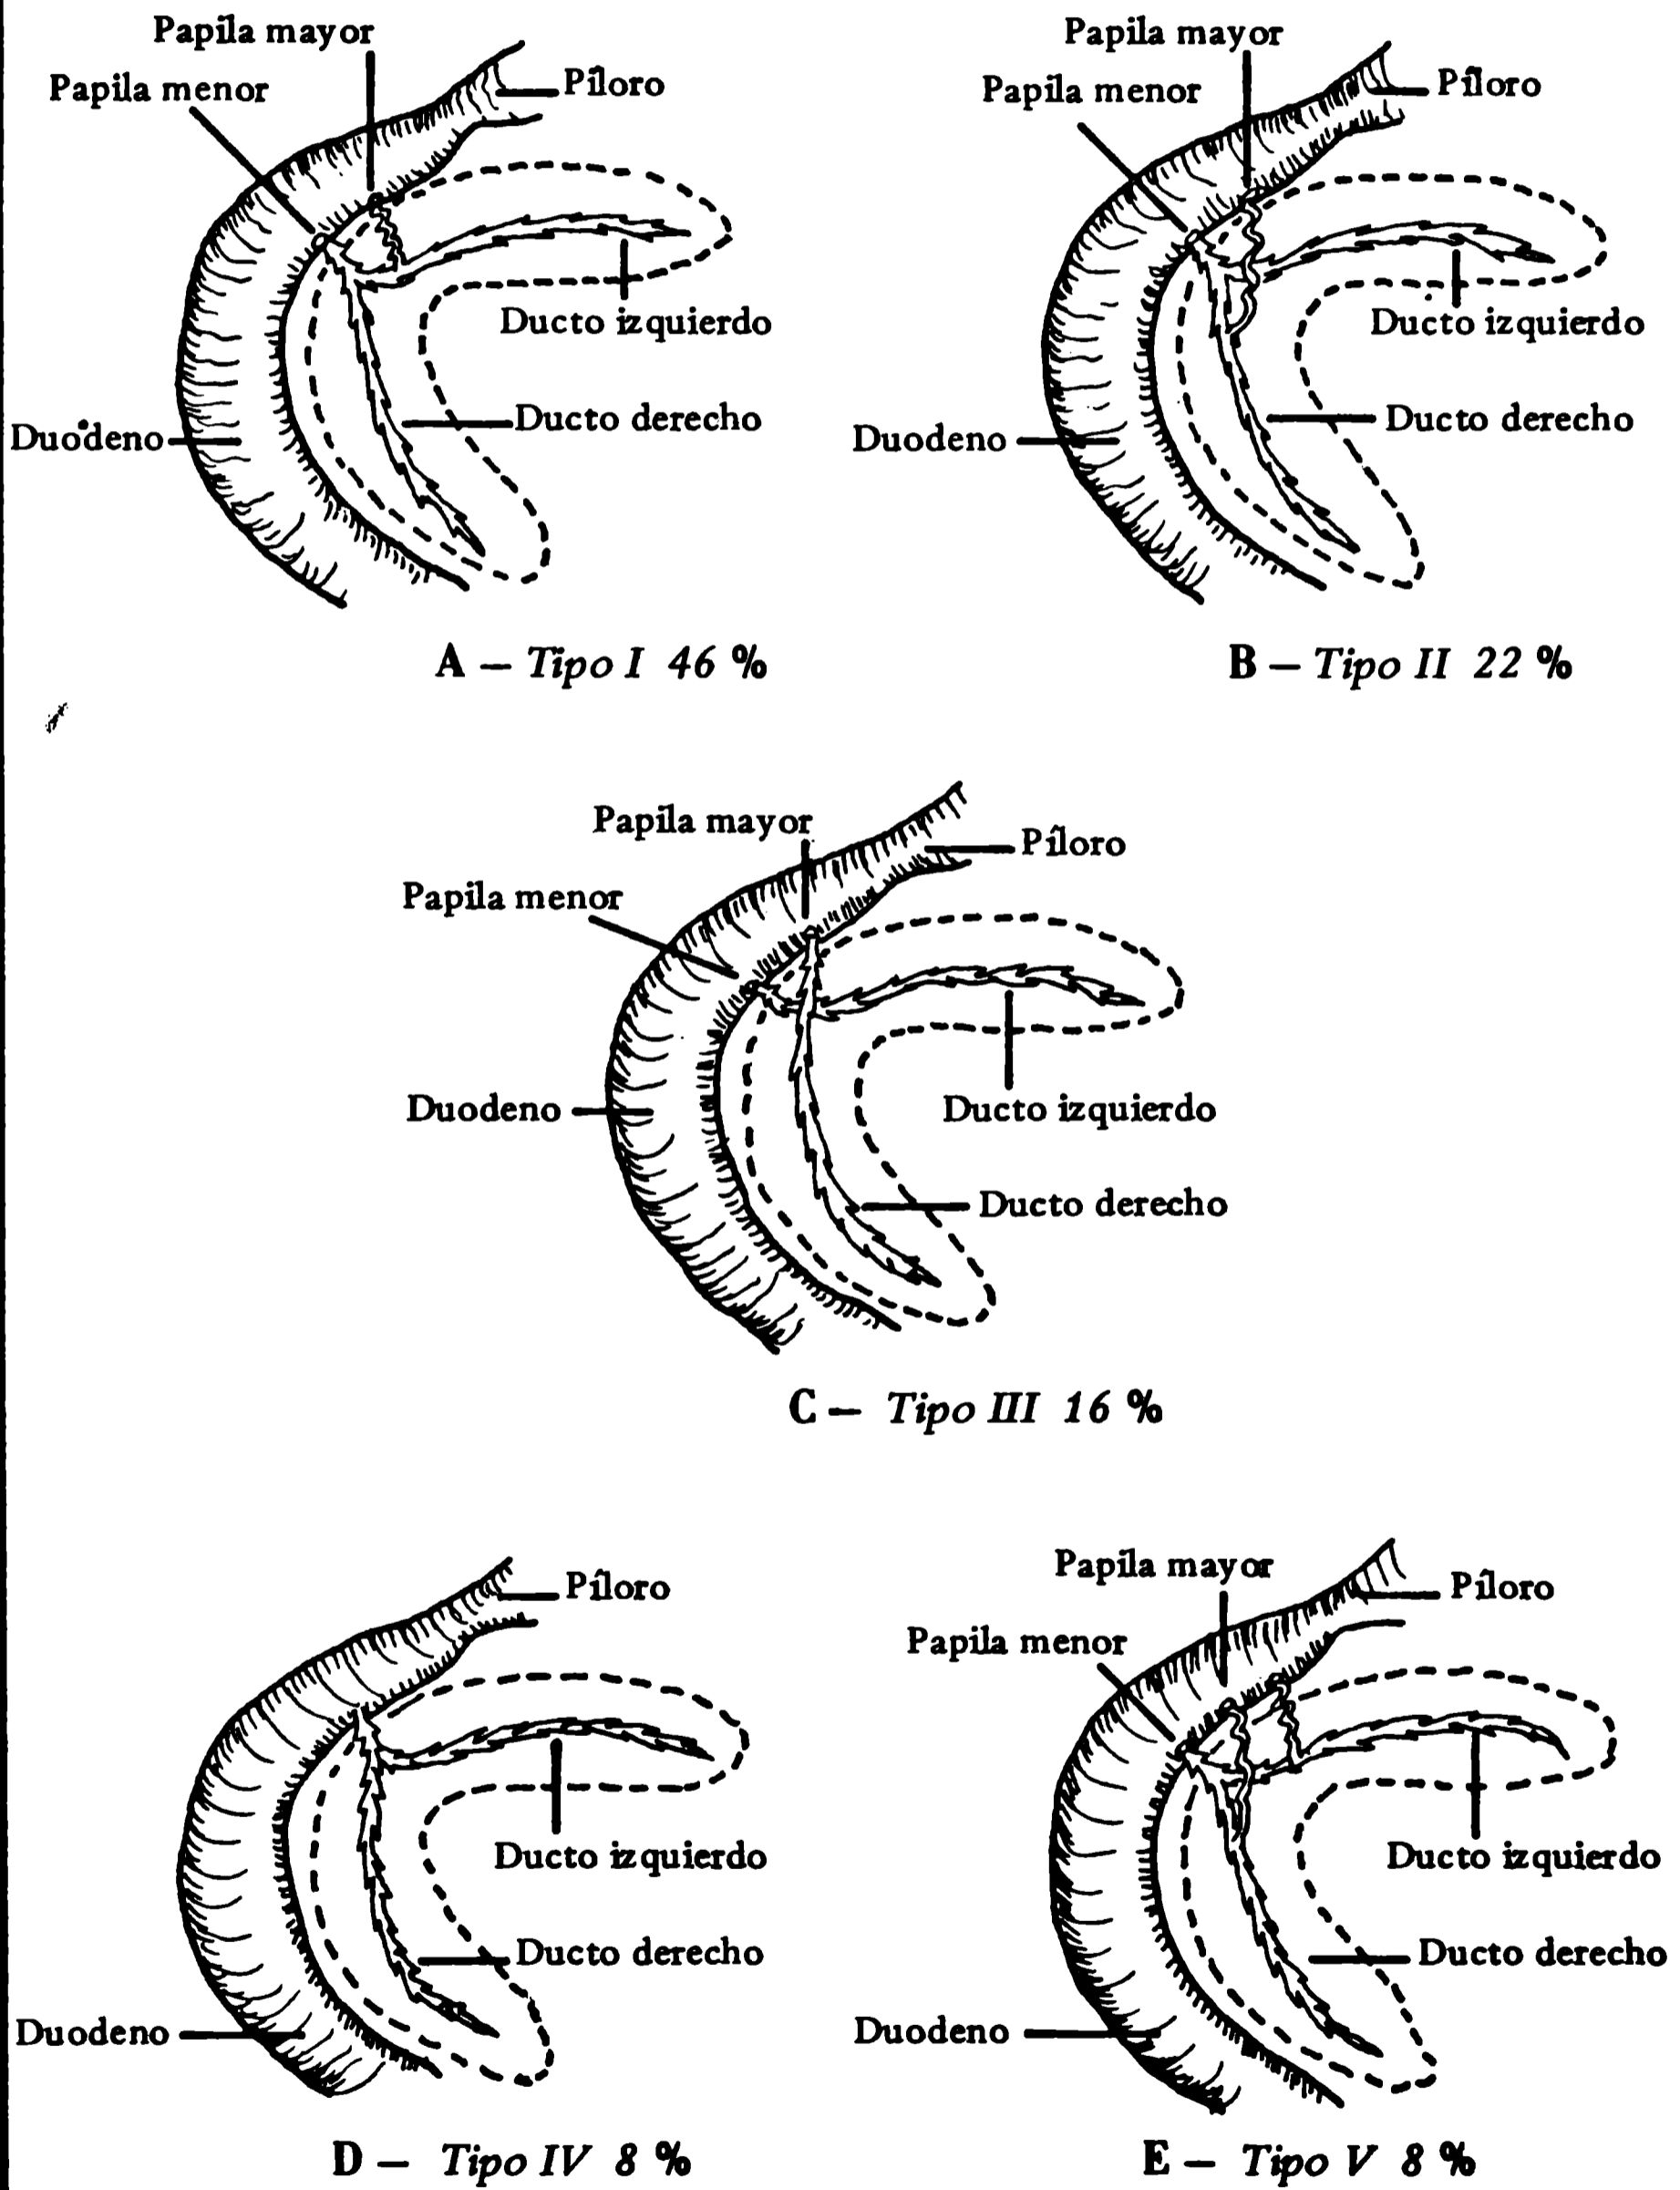 Papila mayor
Papila menor
Píloro
Ducto izquierdo
Ducto derecho
Duodeno
A – Tipo I 46 %
Papila mayor
Papila menor
Píloro
Ducto izquierdo
Ducto derecho
Duodeno
B – Tipo II 22 %
Papila mayor
Píloro
Papila menor
Duodeno
Ducto izquierdo
Ducto derecho
C – Tipo III 16 %
Píloro
Ducto izquierdo
Ducto derecho
Duodeno
D – Tipo IV 8 %
Papila mayor
Píloro
Papila menor
Ducto izquierdo
Ducto derecho
Duodeno
E – Tipo V 8 %